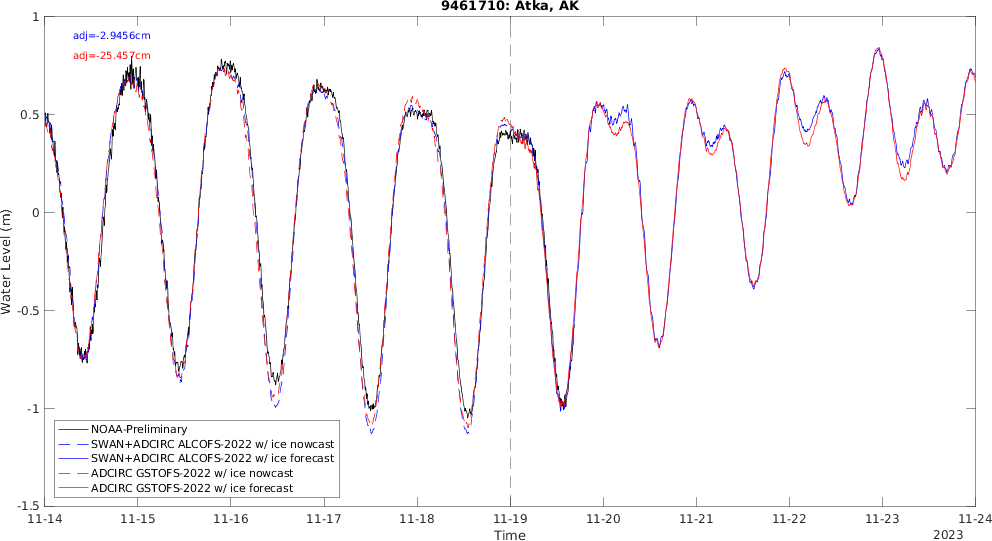 9461710: Atka, AK
adj=-2.9456cm
adj=-25.457cm
Water Level (m)
1
0.5
0
-0.5
-1
-1.5
NOAA-Preliminary
SWAN+ADCIRC ALCOFS-2022 w/ ice nowcast
SWAN+ADCIRC ALCOFS-2022 w/ ice forecast
ADCIRC GSTOFS-2022 w/ ice nowcast
ADCIRC GSTOFS-2022 w/ ice forecast
11-14 11-15 11-16 11-17 11-18 11-19 11-20 11-21 11-22 11-23 11-24
Time
2023